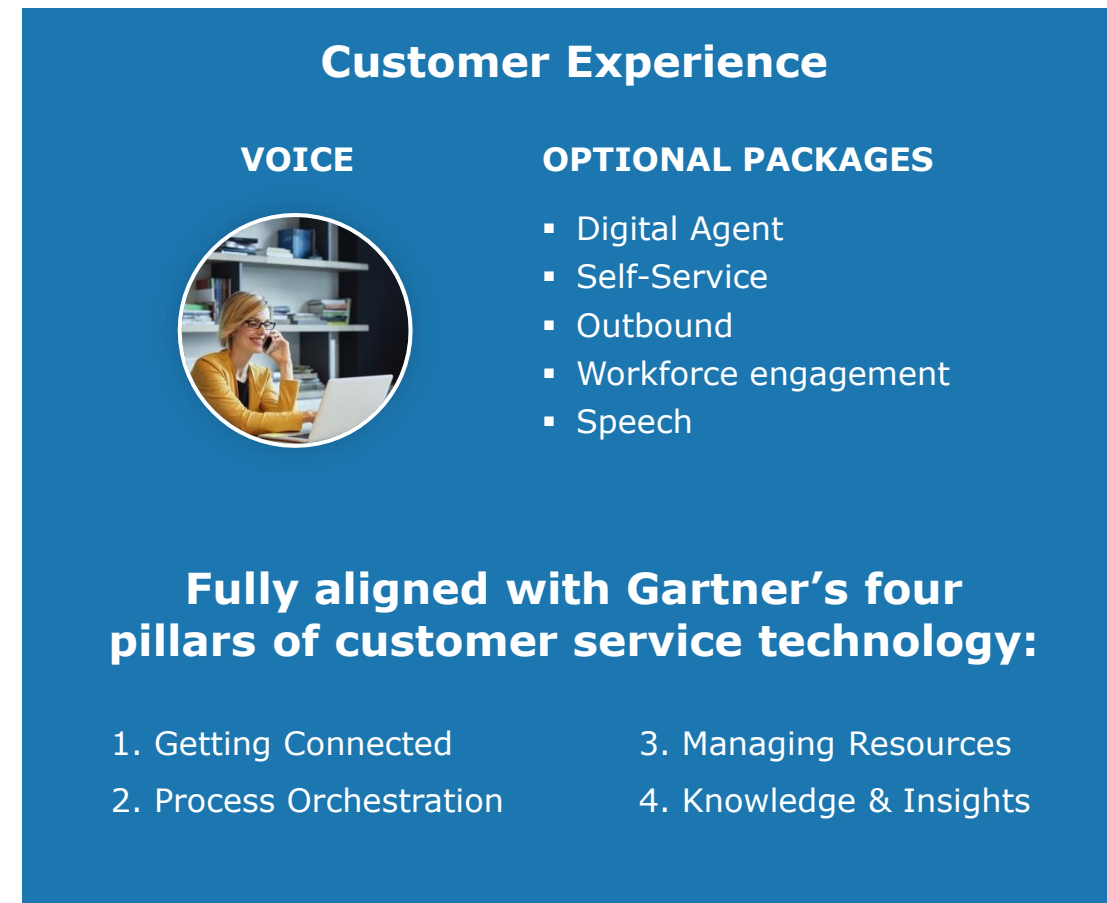 Customer Experience
VOICE
OPTIONAL PACKAGES
▪ Digital Agent
▪ Self-Service
▪ Outbound
▪ Workforce engagement
▪ Speech
Fully aligned with Gartner’s four
pillars of customer service technology:
1. Getting Connected
2. Process Orchestration
3. Managing Resources
4. Knowledge & Insights